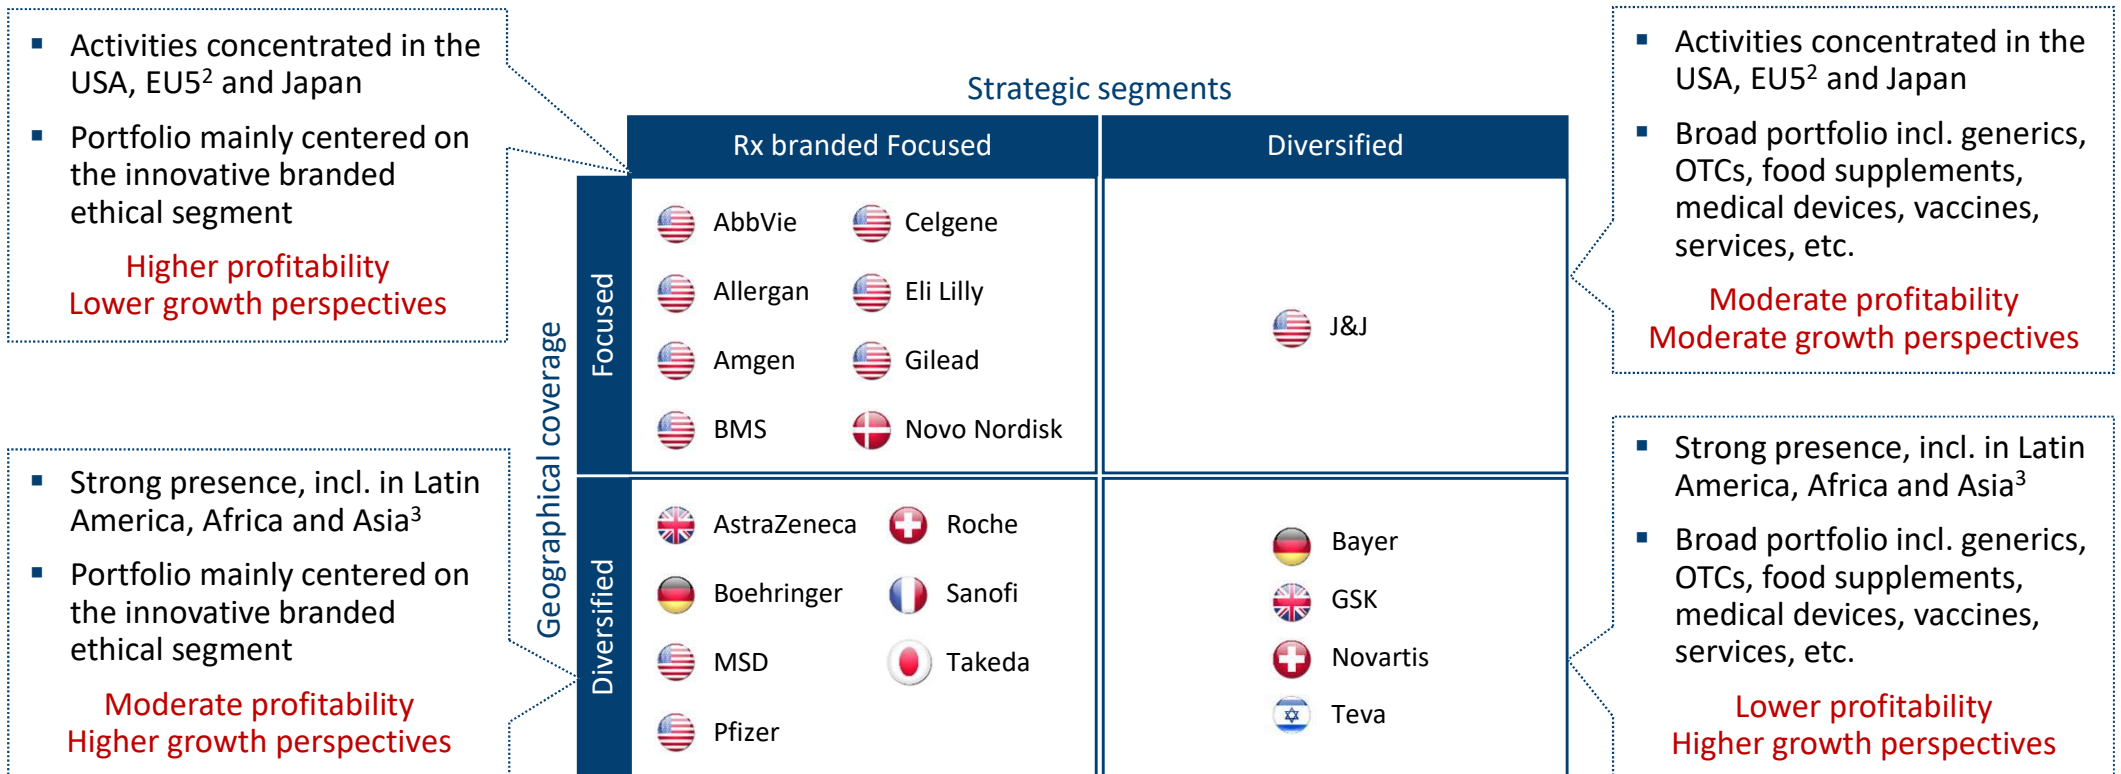 ▪ Activities concentrated in the
USA, EU5² and Japan
▪ Portfolio mainly centered on
the innovative branded
ethical segment
Higher profitability
Lower growth perspectives
▪ Strong presence, incl. in Latin
America, Africa and Asia³
▪ Portfolio mainly centered on
the innovative branded
ethical segment
Moderate profitability
Higher growth perspectives
Strategic segments
Rx branded Focused
Diversified
Geographical coverage
Focused
AbbVie
Celgene
Allergan
Eli Lilly
Amgen
Gilead
BMS
Novo Nordisk
J&J
Diversified
AstraZeneca
Roche
Boehringer
Sanofi
MSD
Takeda
Pfizer
Bayer
GSK
Novartis
Teva
▪ Activities concentrated in the
USA, EU5² and Japan
▪ Broad portfolio incl. generics,
OTCs, food supplements,
medical devices, vaccines,
services, etc.
Moderate profitability
Moderate growth perspectives
▪ Strong presence, incl. in Latin
America, Africa and Asia³
▪ Broad portfolio incl. generics,
OTCs, food supplements,
medical devices, vaccines,
services, etc.
Lower profitability
Higher growth perspectives